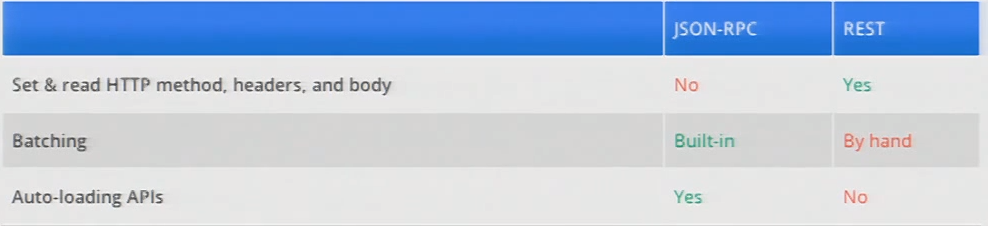 JSON-RPC REST
Set & read HTTP method, headers, and body No Yes
Batching Built-in By hand
Auto-loading APIs Yes No